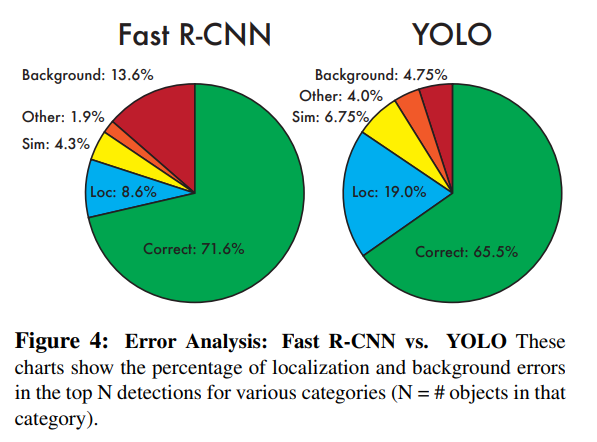 Fast R-CNN
YOLO
Background: 13.6%
Other: 1.9%
Sim: 4.3%
Loc: 8.6%
Correct: 71.6%
Background: 4.75%
Other: 4.0%
Sim: 6.75%
Loc: 19.0%
Correct: 65.5%
Figure 4: Error Analysis: Fast R-CNN vs. YOLO These
charts show the percentage of localization and background errors
in the top N detections for various categories (N = # objects in that
category).